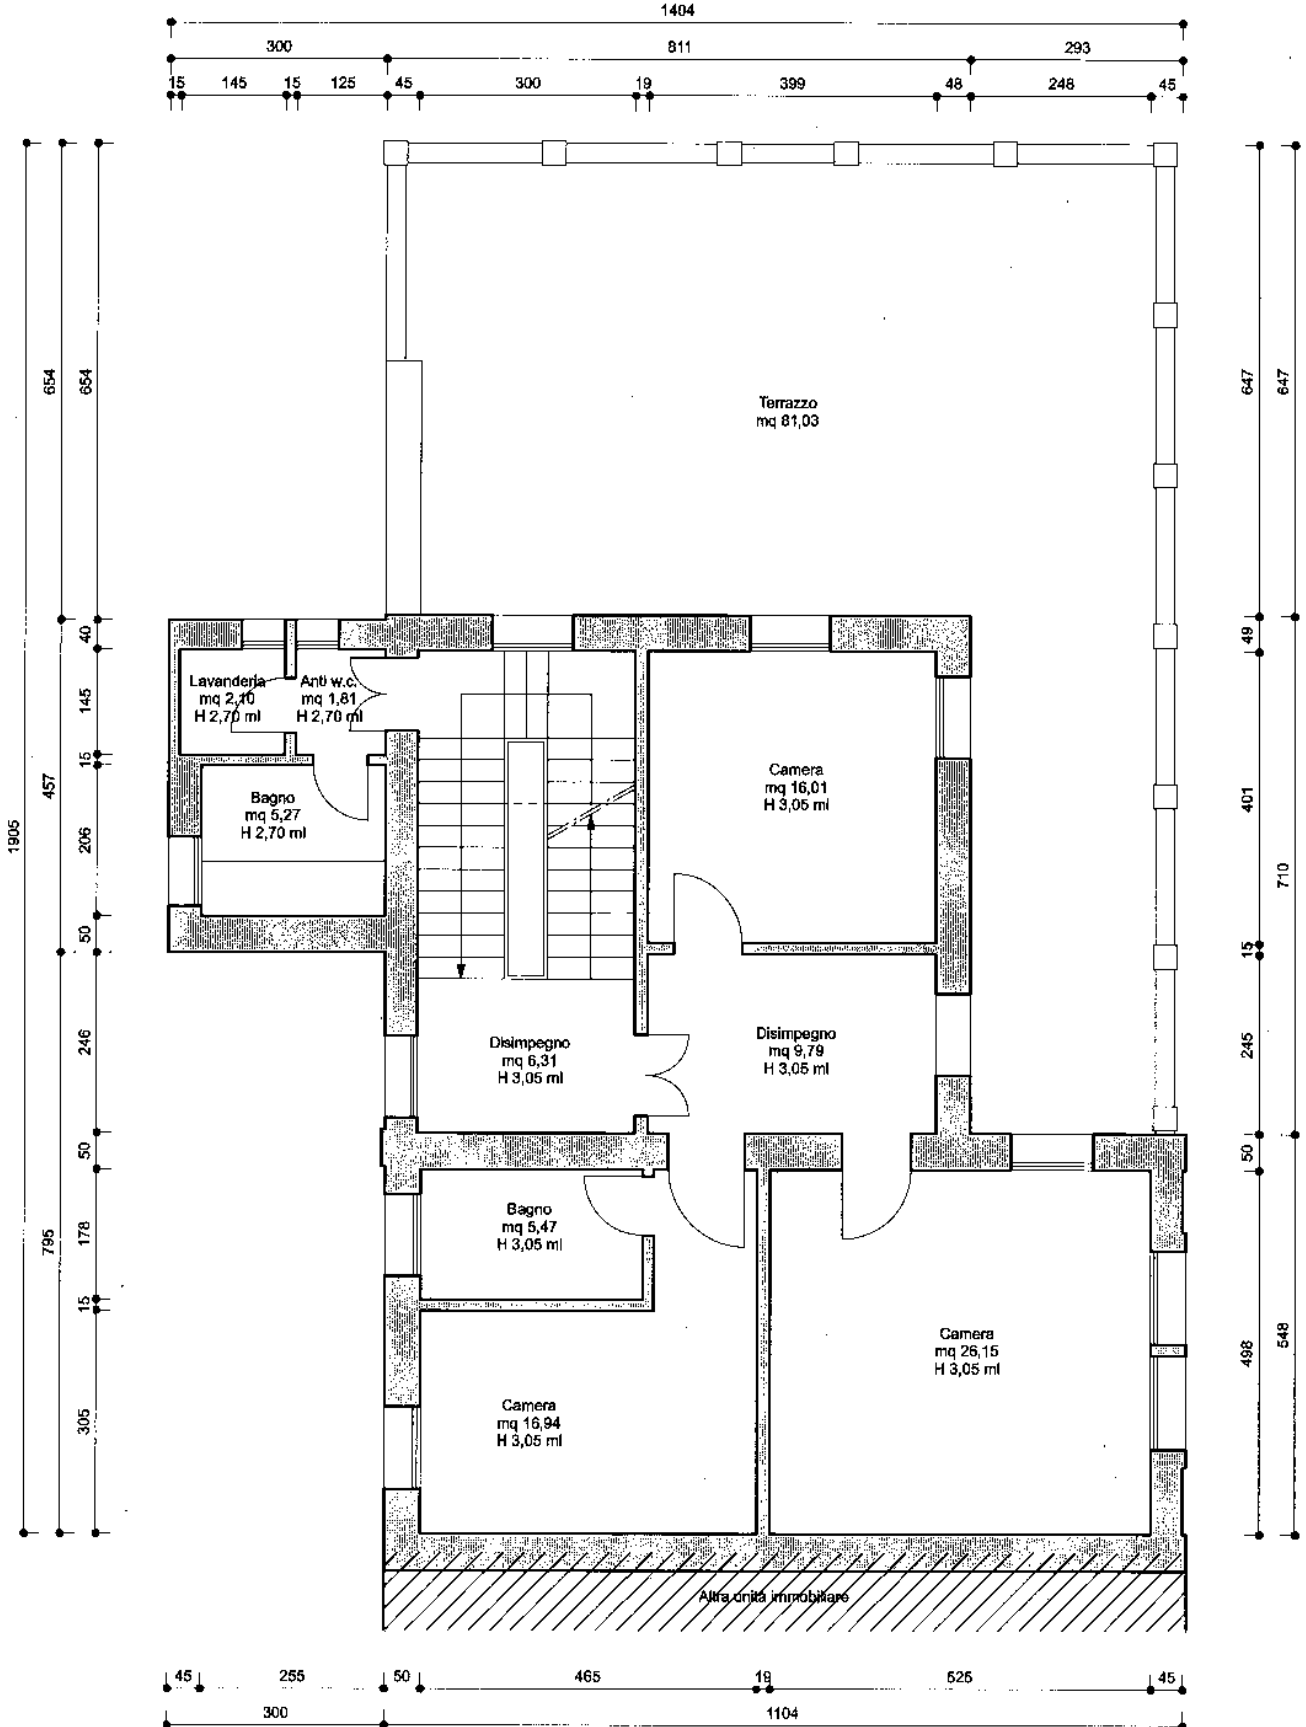 1404
300 811 293
15 145 15 125 45 300 19 399 48 248 45
1905
654
457
795
654
40
145
15
206
50
246
50
178
15
305
Terrazzo
mq 81,03
Lavanderia
mq 2,10
H 2,70 ml
Anti w.c.
mq 1,81
H 2,70 ml
Bagno
mq 5,27
H 2,70 ml
Camera
mq 16,01
H 3,05 ml
Disimpegno
mq 6,31
H 3,05 ml
Disimpegno
mq 9,79
H 3,05 ml
Bagno
mq 5,47
H 3,05 ml
Camera
mq 16,94
H 3,05 ml
Camera
mq 26,15
H 3,05 ml
Altra unità immobiliare
647
49
401
15
245
50
498
647
710
548
45 255 50 465 19 525 45
300 1104